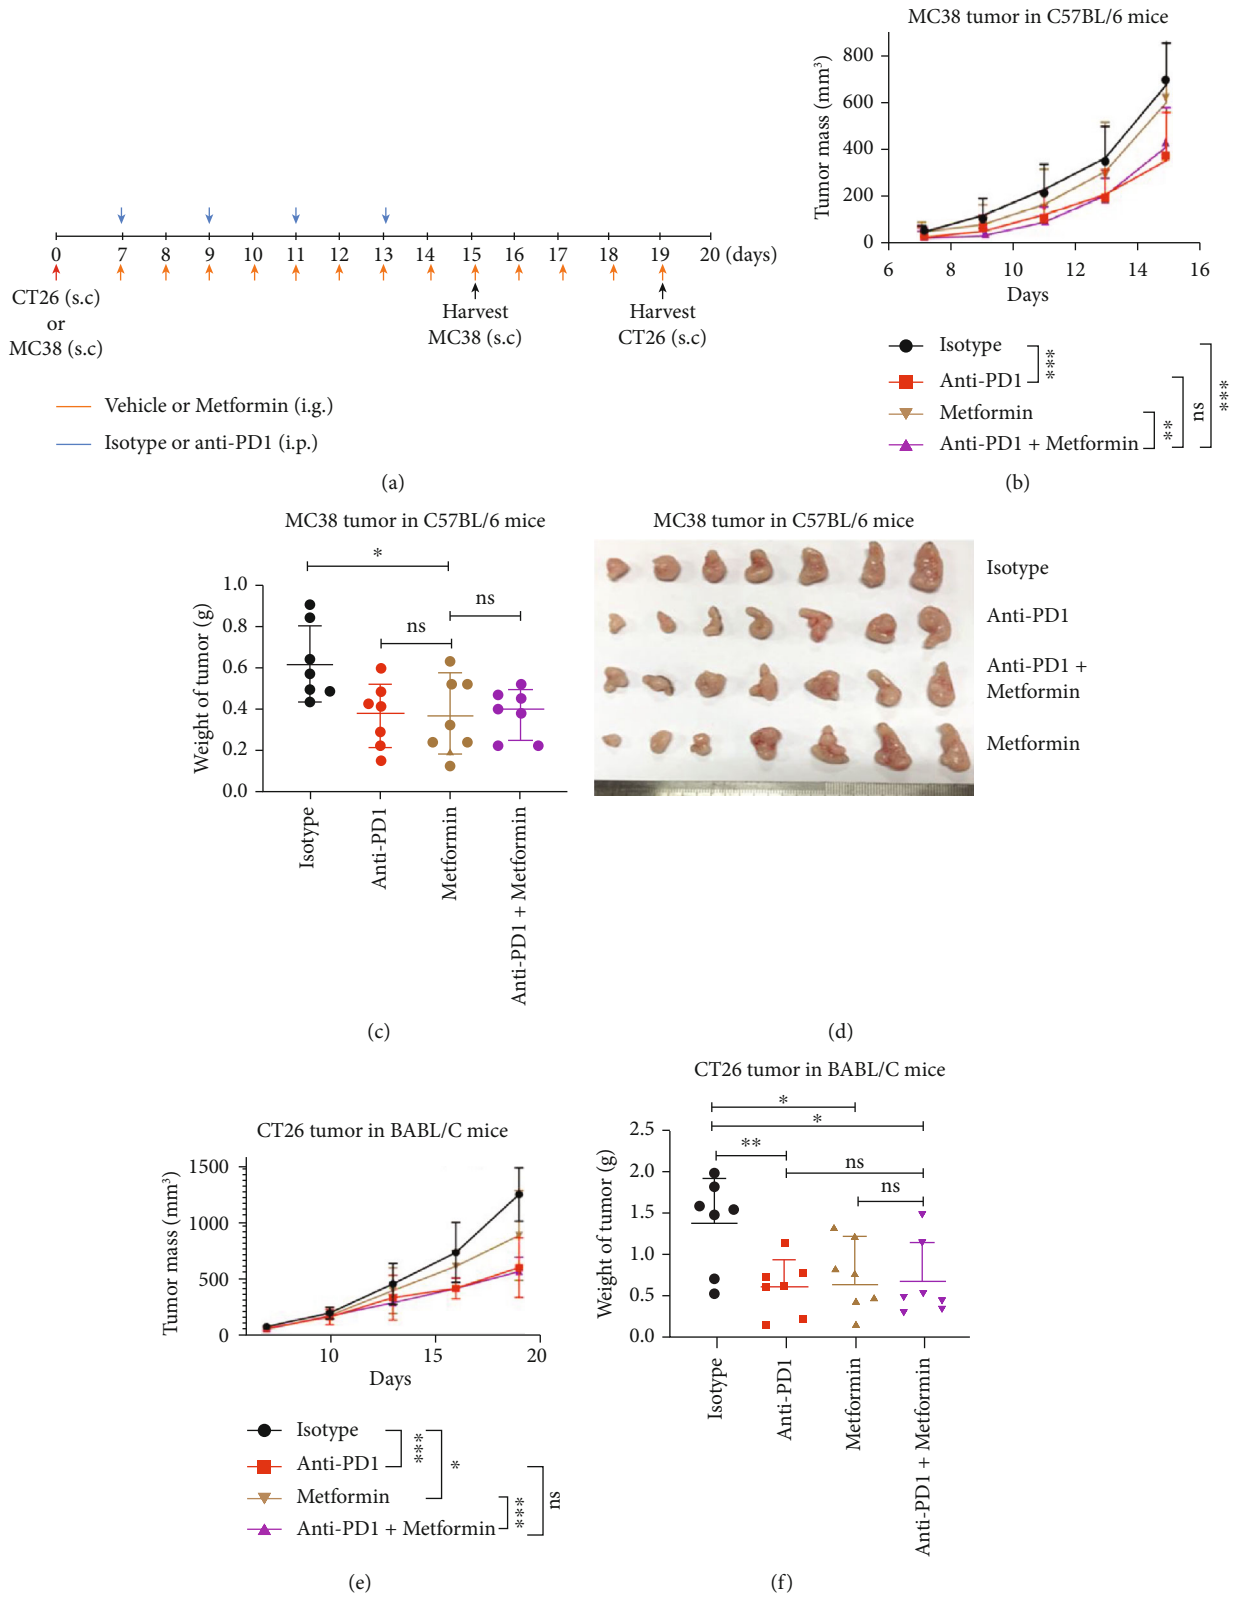 0 7 8 9 10 11 12 13 14 15 16 17 18 19 20 (days)
CT26 (s.c)
or
MC38 (s.c)
Harvest
MC38 (s.c)
Harvest
CT26 (s.c)
Vehicle or Metformin (i.g.)
Isotype or anti-PD1 (i.p.)
(a)
MC38 tumor in C57BL/6 mice
Tumor mass (mm³)
800
600
400
200
0
6 8 10 12 14 16
Days
Isotype
Anti-PD1
Metformin
Anti-PD1 + Metformin
***
**
ns
***
(b)
MC38 tumor in C57BL/6 mice
*
ns
ns
Weight of tumor (g)
1.0
0.8
0.6
0.4
0.2
0.0
Isotype
Anti-PD1
Metformin
Anti-PD1 + Metformin
(c)
MC38 tumor in C57BL/6 mice
Isotype
Anti-PD1
Anti-PD1 +
Metformin
Metformin
(d)
CT26 tumor in BABL/C mice
Tumor mass (mm³)
1500
1000
500
0
10 15 20
Days
Isotype
Anti-PD1
Metformin
Anti-PD1 + Metformin
***
*
***
ns
(e)
CT26 tumor in BABL/C mice
*
*
**
ns
ns
Weight of tumor (g)
2.5
2.0
1.5
1.0
0.5
0.0
Isotype
Anti-PD1
Metformin
Anti-PD1 + Metformin
(f)